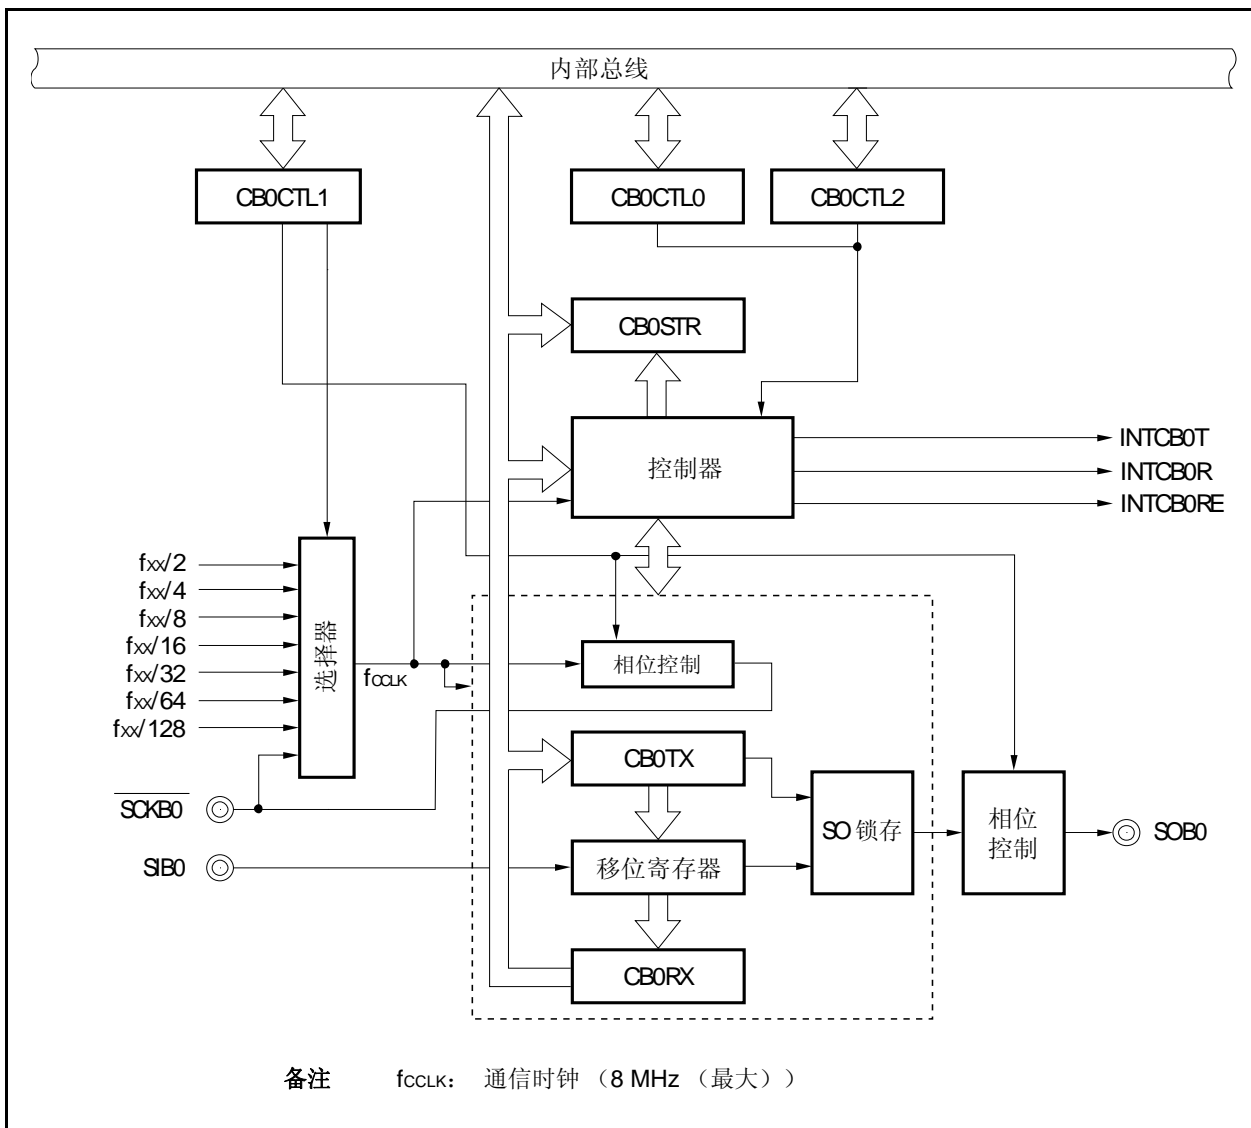 内部总线
CB0CTL1
CB0CTL0
CB0CTL2
CB0STR
控制器
INTCB0T
INTCB0R
INTCB0RE
fxx/2
fxx/4
fxx/8
fxx/16
fxx/32
fxx/64
fxx/128
选择器
fCCLK
相位控制
CB0TX
SCKB0
SO 锁存
相位
控制
SOB0
SIB0
移位寄存器
CB0RX
备注 fCCLK： 通信时钟 （8 MHz （最大））